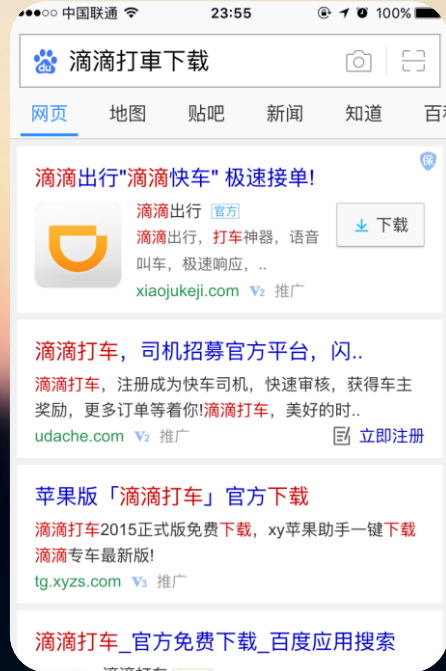 中国联通 23:55 100%
du 滴滴打車下载
网页 地图 贴吧 新闻 知道
保
滴滴出行"滴滴快车" 极速接单!
滴滴出行 官方
滴滴出行，打车神器，语音
叫车，极速响应，..
下载
xiaojukeji.com V2 推广
滴滴打车，司机招募官方平台，闪..
滴滴打车，注册成为快车司机，快速审核，获得车主
奖励，更多订单等着你!滴滴打车，美好的时..
udache.com V2 推广 立即注册
苹果版「滴滴打车」官方下载
滴滴打车2015正式版免费下载，xy苹果助手一键下载
滴滴专车最新版!
tg.xyzs.com V3 推广
滴滴打车_官方免费下载_百度应用搜索